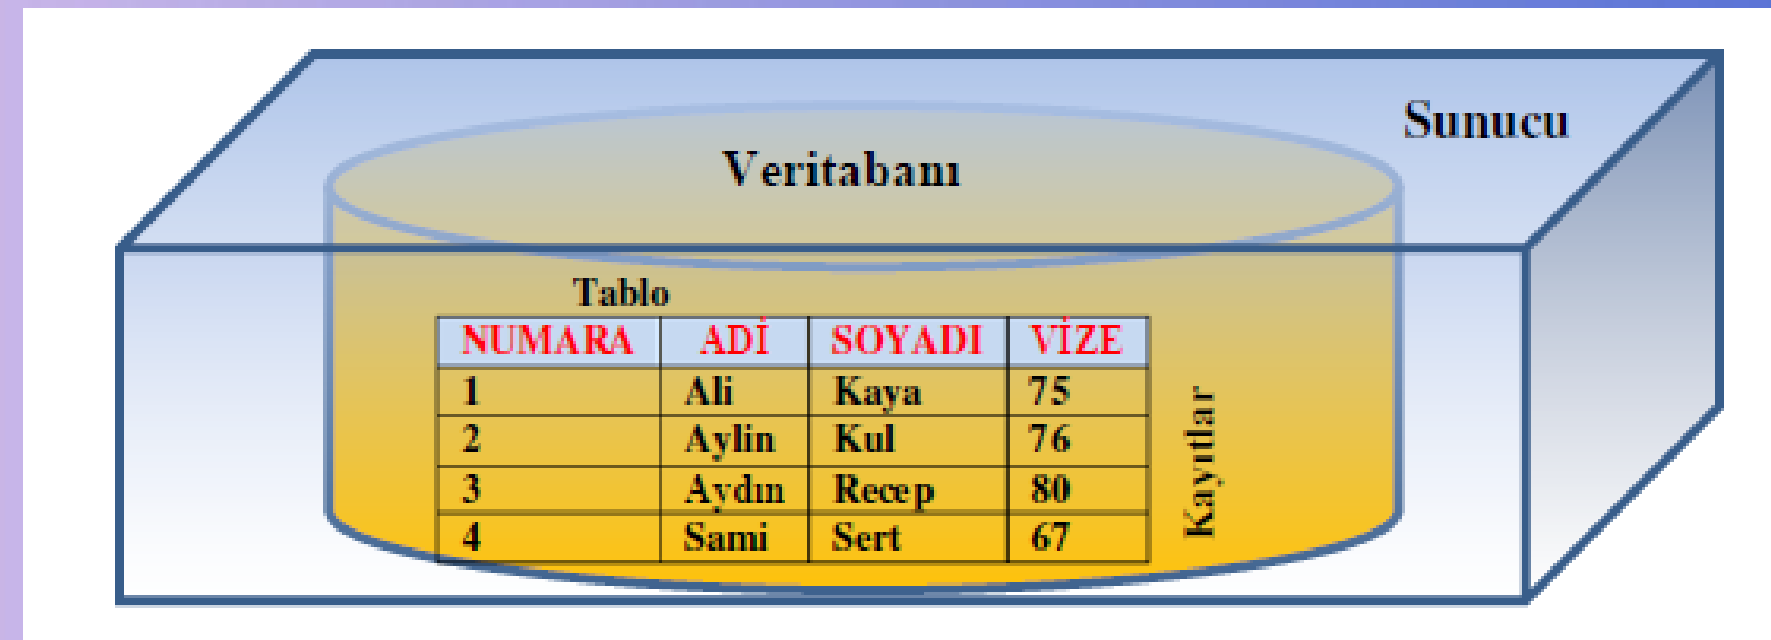 Sunucu
Veritabanı
Tablo
NUMARA ADİ SOYADI VİZE
1 Ali Kaya 75
2 Aylin Kul 76
3 Aydın Recep 80
4 Sami Sert 67
Kayıtlar